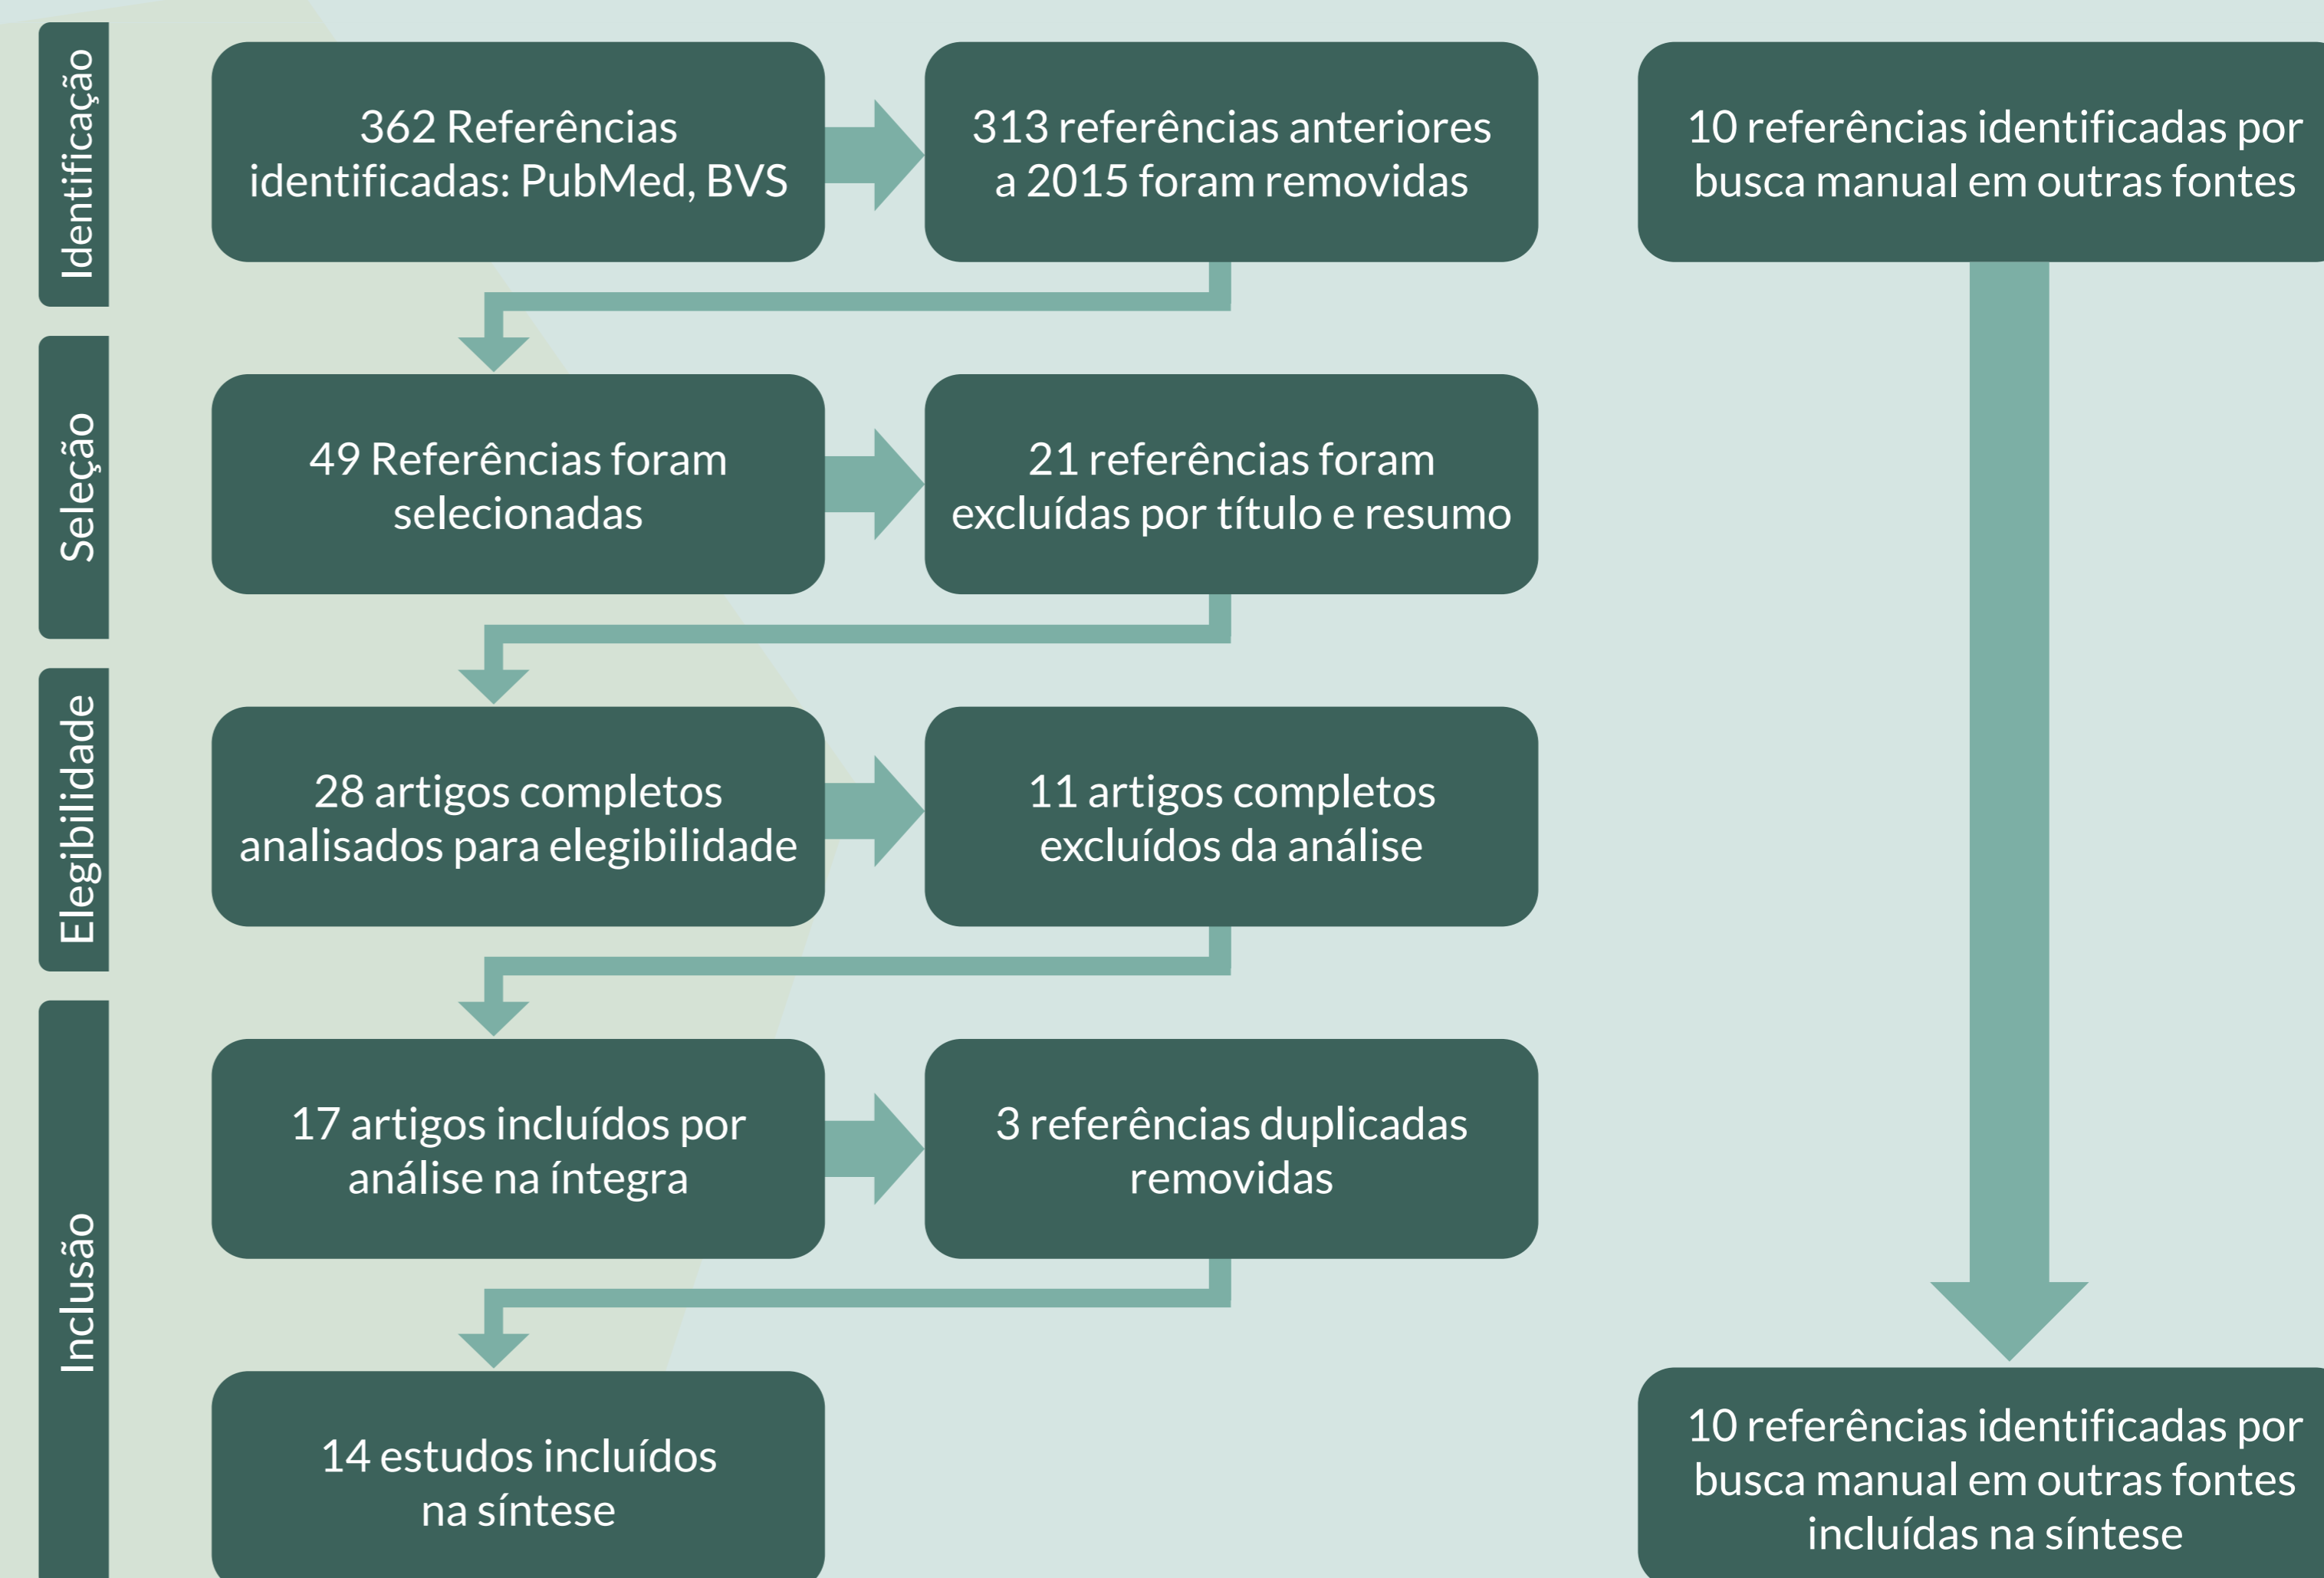 Identificação
362 Referências
identificadas: PubMed, BVS
313 referências anteriores
a 2015 foram removidas
10 referências identificadas por
busca manual em outras fontes
Seleção
49 Referências foram
selecionadas
21 referências foram
excluídas por título e resumo
Elegibilidade
28 artigos completos
analisados para elegibilidade
11 artigos completos
excluídos da análise
Inclusão
17 artigos incluídos por
análise na íntegra
3 referências duplicadas
removidas
14 estudos incluídos
na síntese
10 referências identificadas por
busca manual em outras fontes
incluídas na síntese